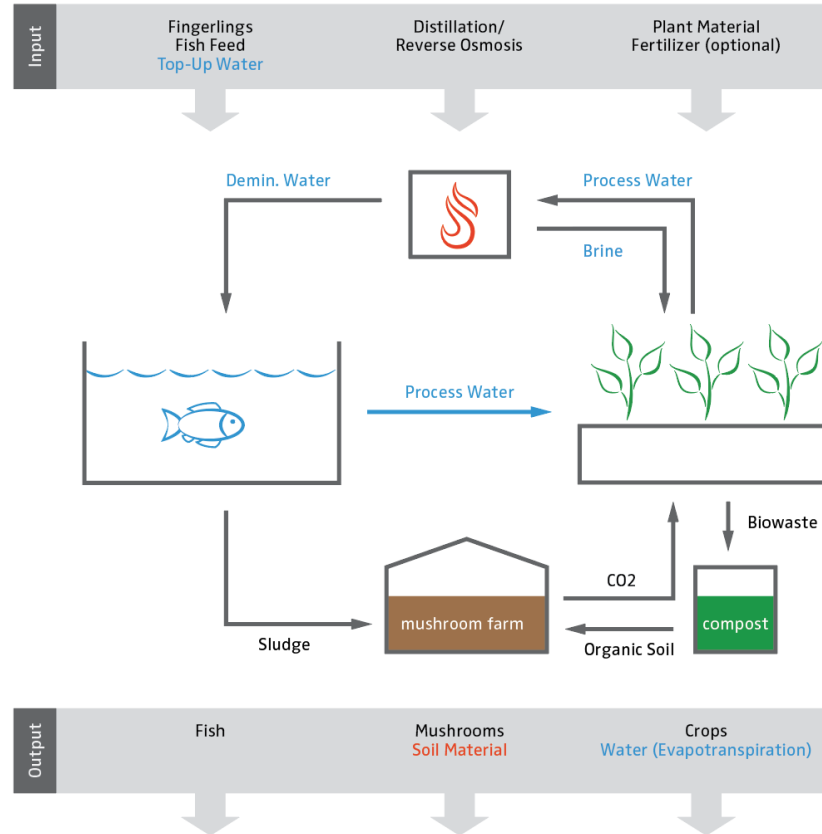 Input
Fingerlings
Fish Feed
Top-Up Water
Distillation/
Reverse Osmosis
Plant Material
Fertilizer (optional)
Demin. Water
Process Water
Brine
Process Water
Biowaste
CO2
mushroom farm
compost
Sludge
Organic Soil
Output
Fish
Mushrooms
Soil Material
Crops
Water (Evapotranspiration)